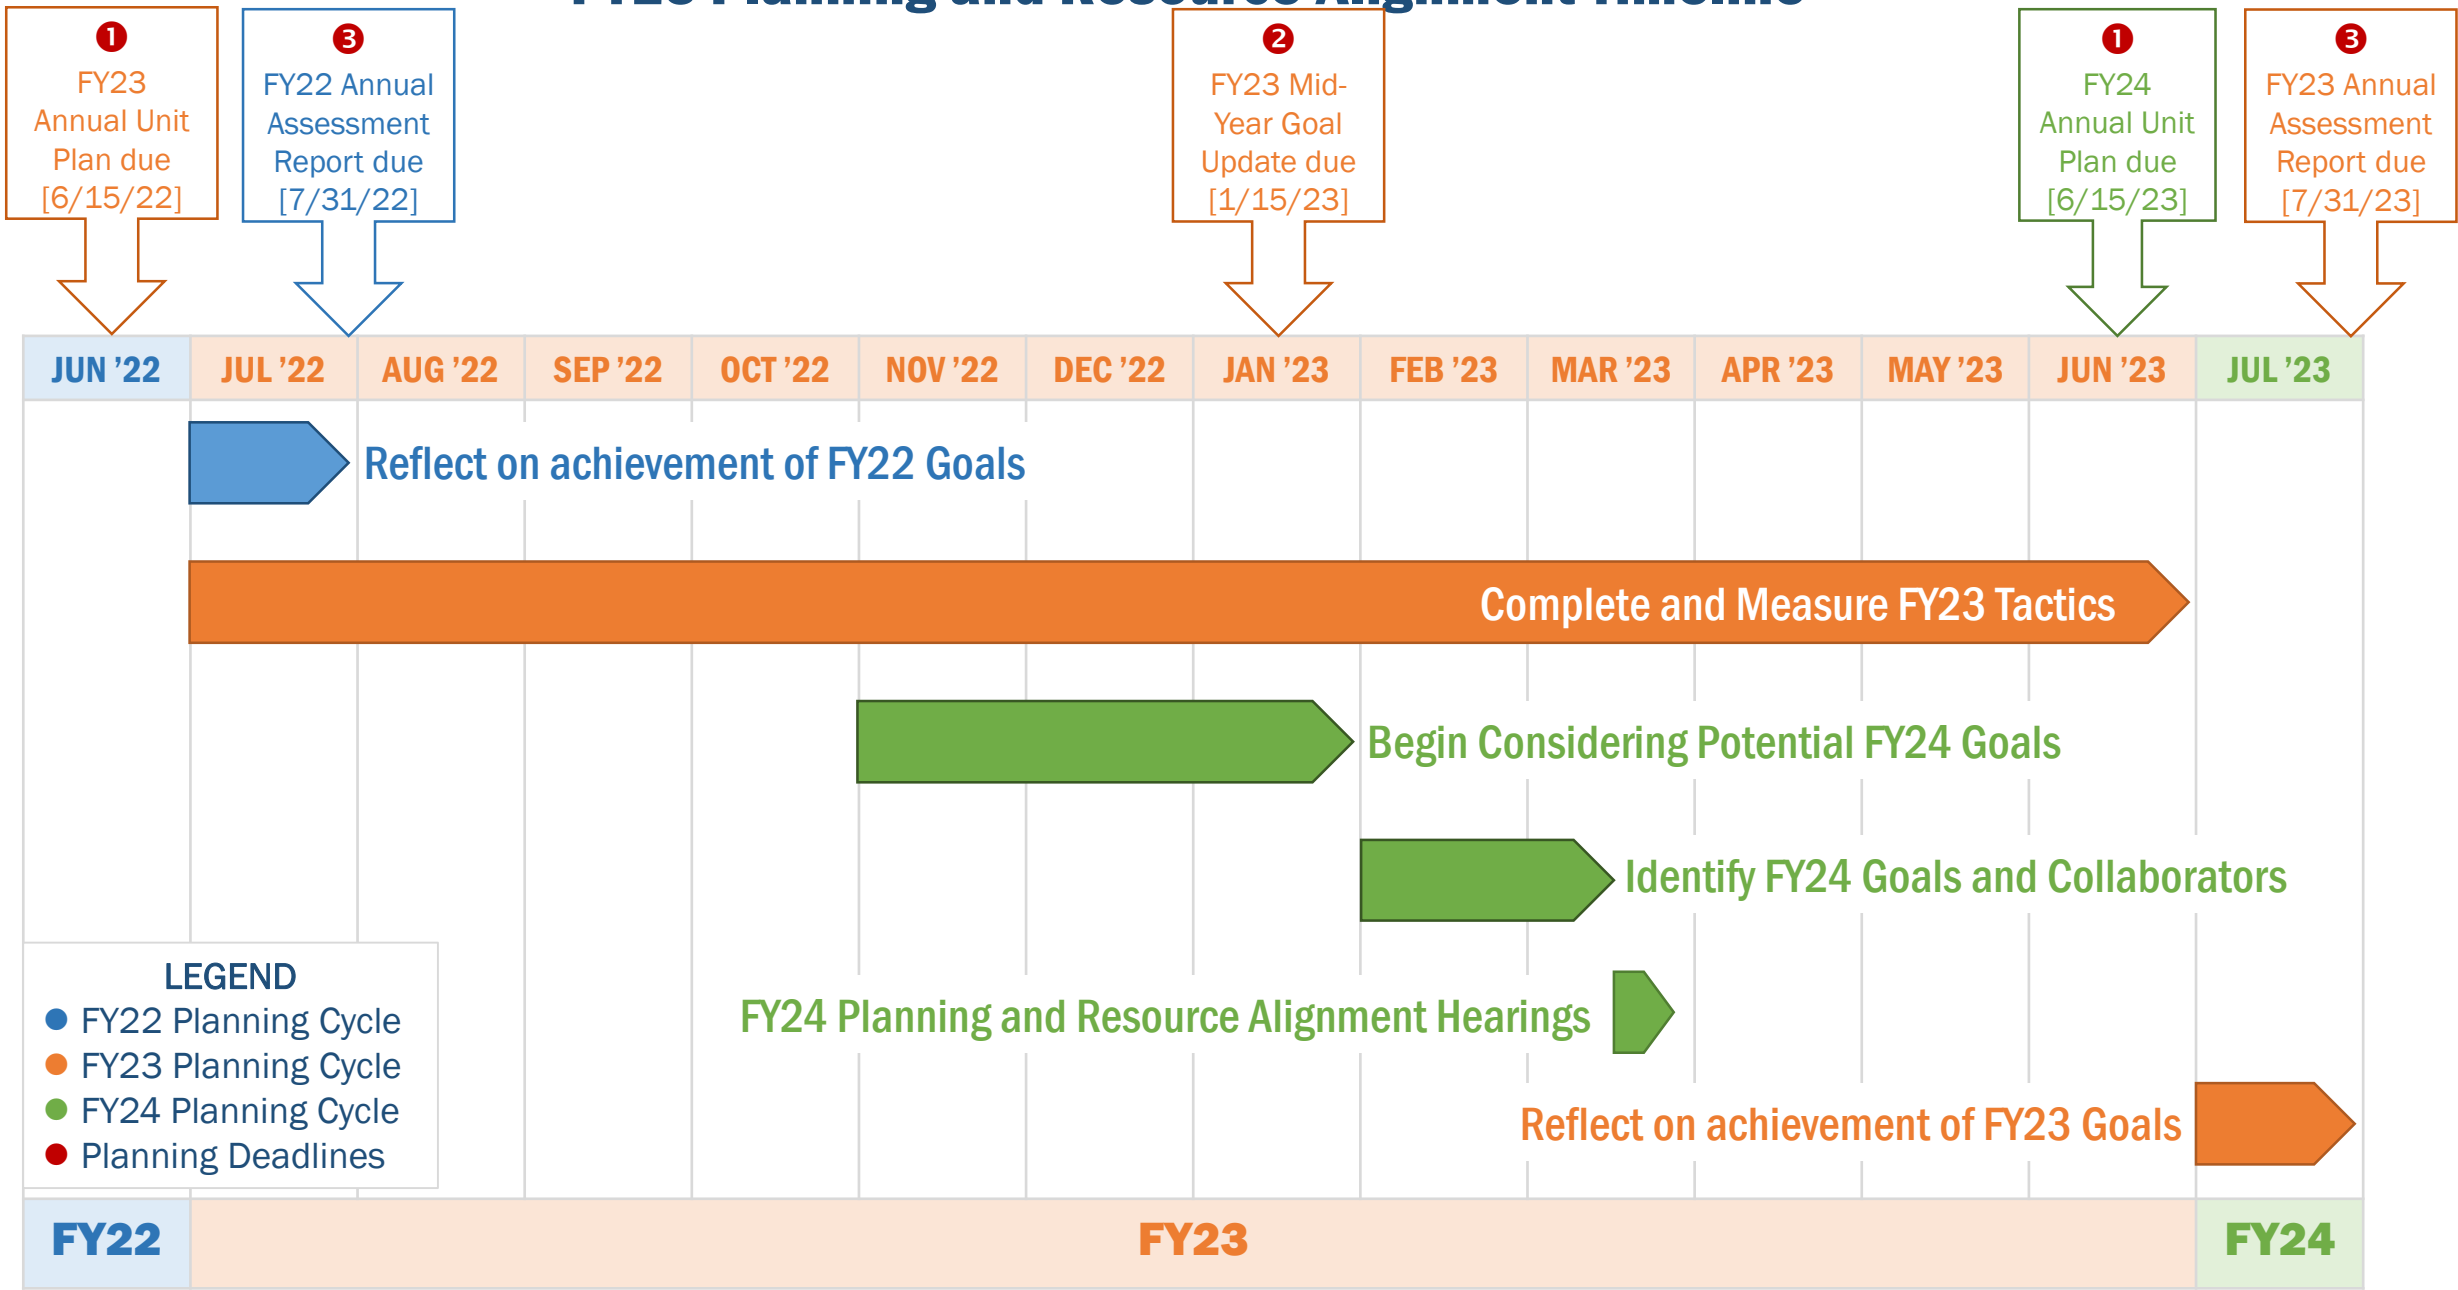 Planning and Resource Alignment Timeline
❶
FY23
Annual Unit
Plan due
[6/15/22]
❸
FY22 Annual
Assessment
Report due
[7/31/22]
❷
FY23 Mid-
Year Goal
Update due
[1/15/23]
❶
FY24
Annual Unit
Plan due
[6/15/23]
❸
FY23 Annual
Assessment
Report due
[7/31/23]
JUN ’22 JUL ’22 AUG ’22 SEP ’22 OCT ’22 NOV ’22 DEC ’22 JAN ’23 FEB ’23 MAR ’23 APR ’23 MAY ’23 JUN ’23 JUL ’23
Reflect on achievement of FY22 Goals
Complete and Measure FY23 Tactics
Begin Considering Potential FY24 Goals
Identify FY24 Goals and Collaborators
FY24 Planning and Resource Alignment Hearings
Reflect on achievement of FY23 Goals
LEGEND
FY22 Planning Cycle
FY23 Planning Cycle
FY24 Planning Cycle
Planning Deadlines
FY22 FY23 FY24